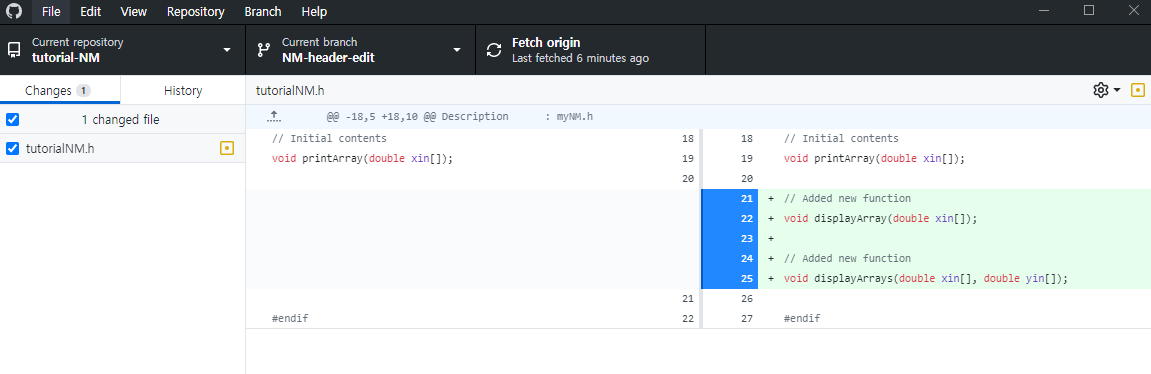 File Edit View Repository Branch Help
Current repository
tutorial-NM
Current branch
NM-header-edit
Fetch origin
Last fetched 6 minutes ago
Changes 1 History
tutorialNM.h
1 changed file
tutorialNM.h
@@ -18,5 +18,10 @@ Description : myNM.h
// Initial contents 18 18 // Initial contents
void printArray(double xin[]); 19 19 void printArray(double xin[]);
20 20
21 + // Added new function
22 + void displayArray(double xin[]);
23 +
24 + // Added new function
25 + void displayArrays(double xin[], double yin[]);
21 26
#endif 22 27 #endif